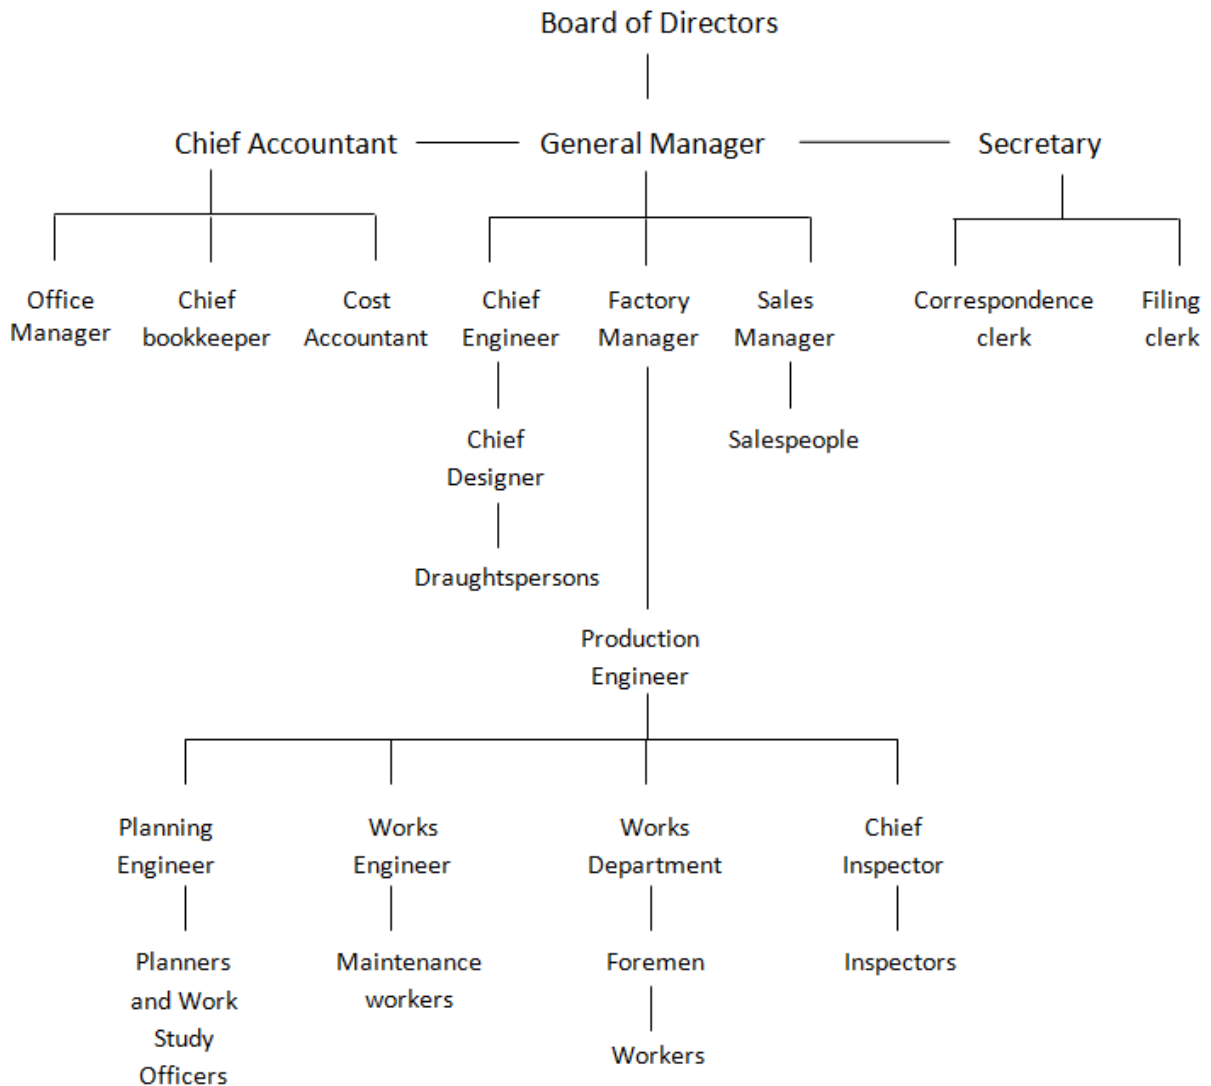 Board of Directors
Chief Accountant
General Manager
Secretary
Office
Manager
Chief
bookkeeper
Cost
Accountant
Chief
Engineer
Factory
Manager
Sales
Manager
Correspondence
clerk
Filing
clerk
Chief
Designer
Salespeople
Draughtspersons
Production
Engineer
Planning
Engineer
Works
Engineer
Works
Department
Chief
Inspector
Planners
and Work
Study
Officers
Maintenance
workers
Foremen
Inspectors
Workers